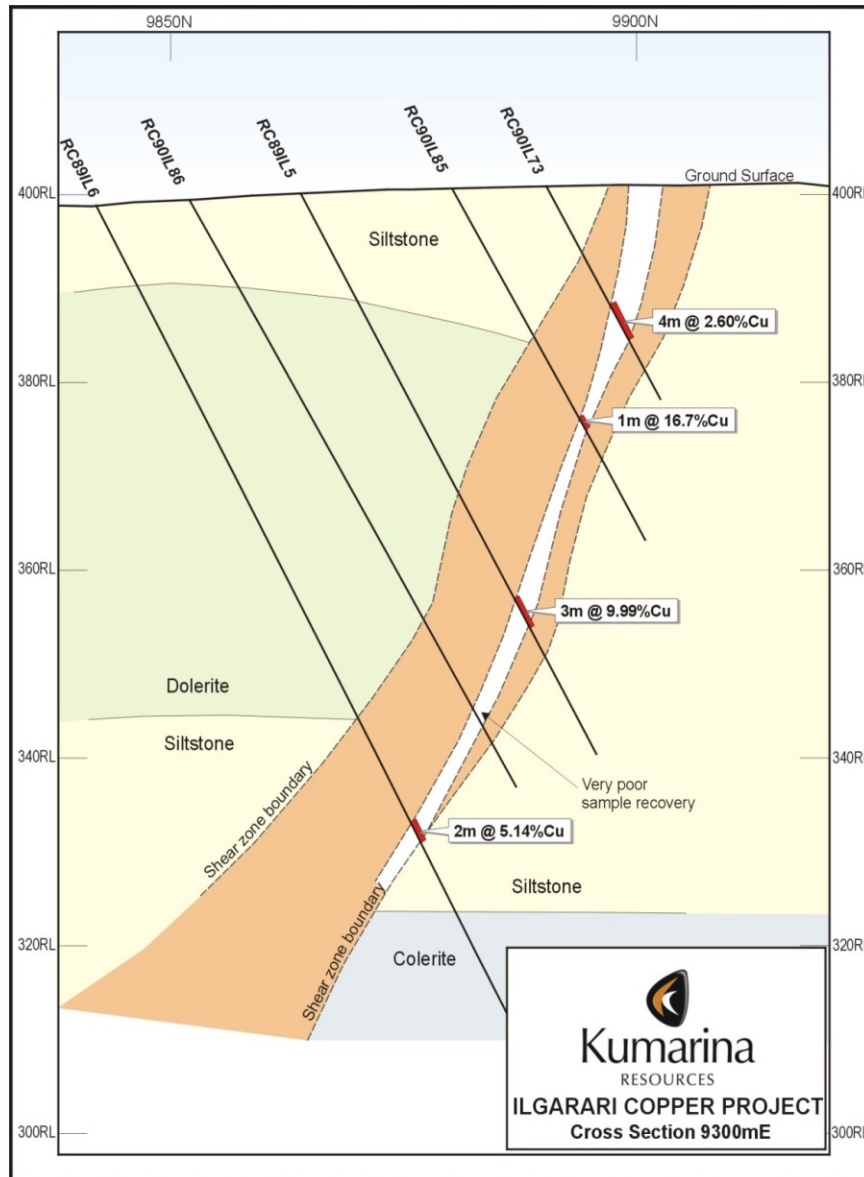 9850N
9900N
RC89IL6
RC90IL86
RC89IL5
RC90IL85
RC90IL73
Ground Surface
400RL
400RL
Siltstone
390RL
390RL
4m @ 2.60%Cu
380RL
380RL
1m @ 16.7%Cu
360RL
360RL
3m @ 9.99%Cu
Dolerite
Siltstone
340RL
340RL
Very poor
sample recovery
Shear zone boundary
2m @ 5.14%Cu
Siltstone
Shear zone boundary
320RL
Colerite
Kumarina
RESOURCES
ILGARARI COPPER PROJECT
Cross Section 9300mE
300RL
300RL